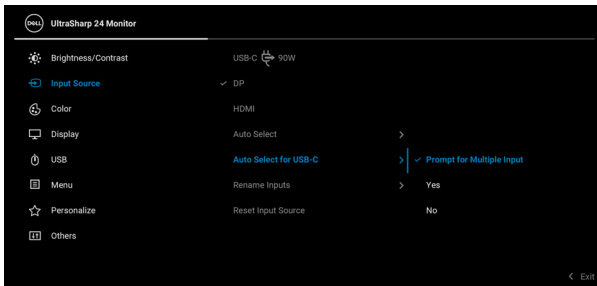 DELL UltraSharp 24 Monitor
Brightness/Contrast USB-C 90W
Input Source DP
Color HDMI
Display Auto Select
USB Auto Select for USB-C Prompt for Multiple Input
Menu Rename Inputs Yes
Personalize Reset Input Source No
Others
Exit